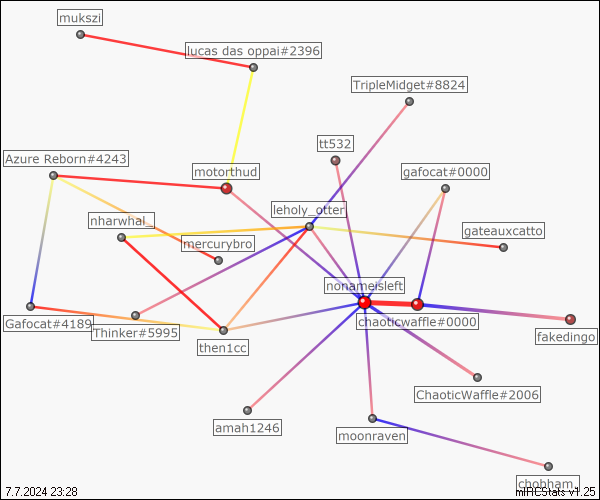 mukszi
lucas das oppai#2396
TripleMidget#8824
tt532
Azure Reborn#4243
motorthud
gafocat#0000
leholy_otter
nharwhal_
gateauxcatto
mercurybro
nonameisleft
chaoticwaffle#0000
Gafocat#4189
Thinker#5995
fakedingo
then1cc
ChaoticWaffle#2006
amah1246
moonraven
chobham_
7.7.2024 23:28
mIRCStats v1.25